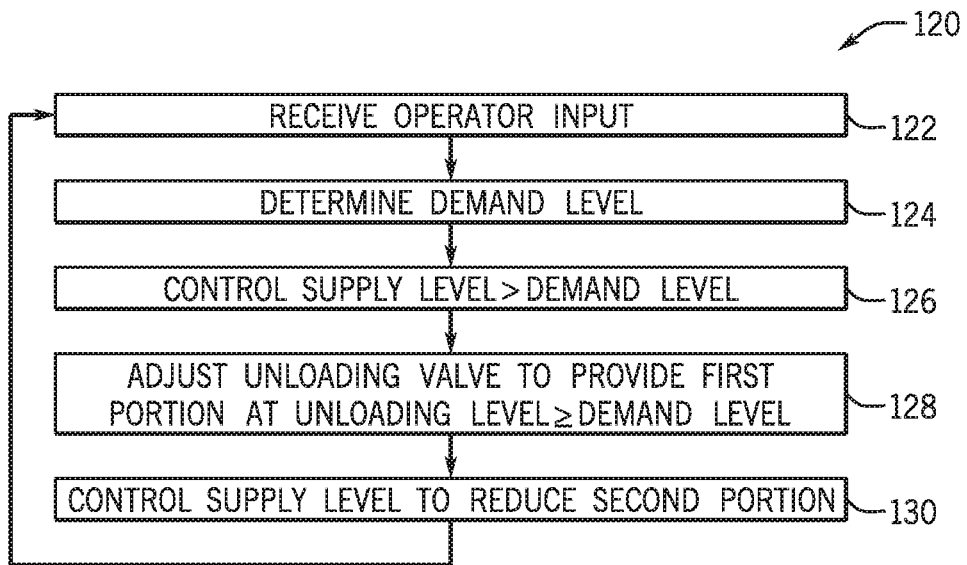 120
RECEIVE OPERATOR INPUT
122
DETERMINE DEMAND LEVEL
124
CONTROL SUPPLY LEVEL>DEMAND LEVEL
126
ADJUST UNLOADING VALVE TO PROVIDE FIRST
PORTION AT UNLOADING LEVEL≥DEMAND LEVEL
128
CONTROL SUPPLY LEVEL TO REDUCE SECOND PORTION
130